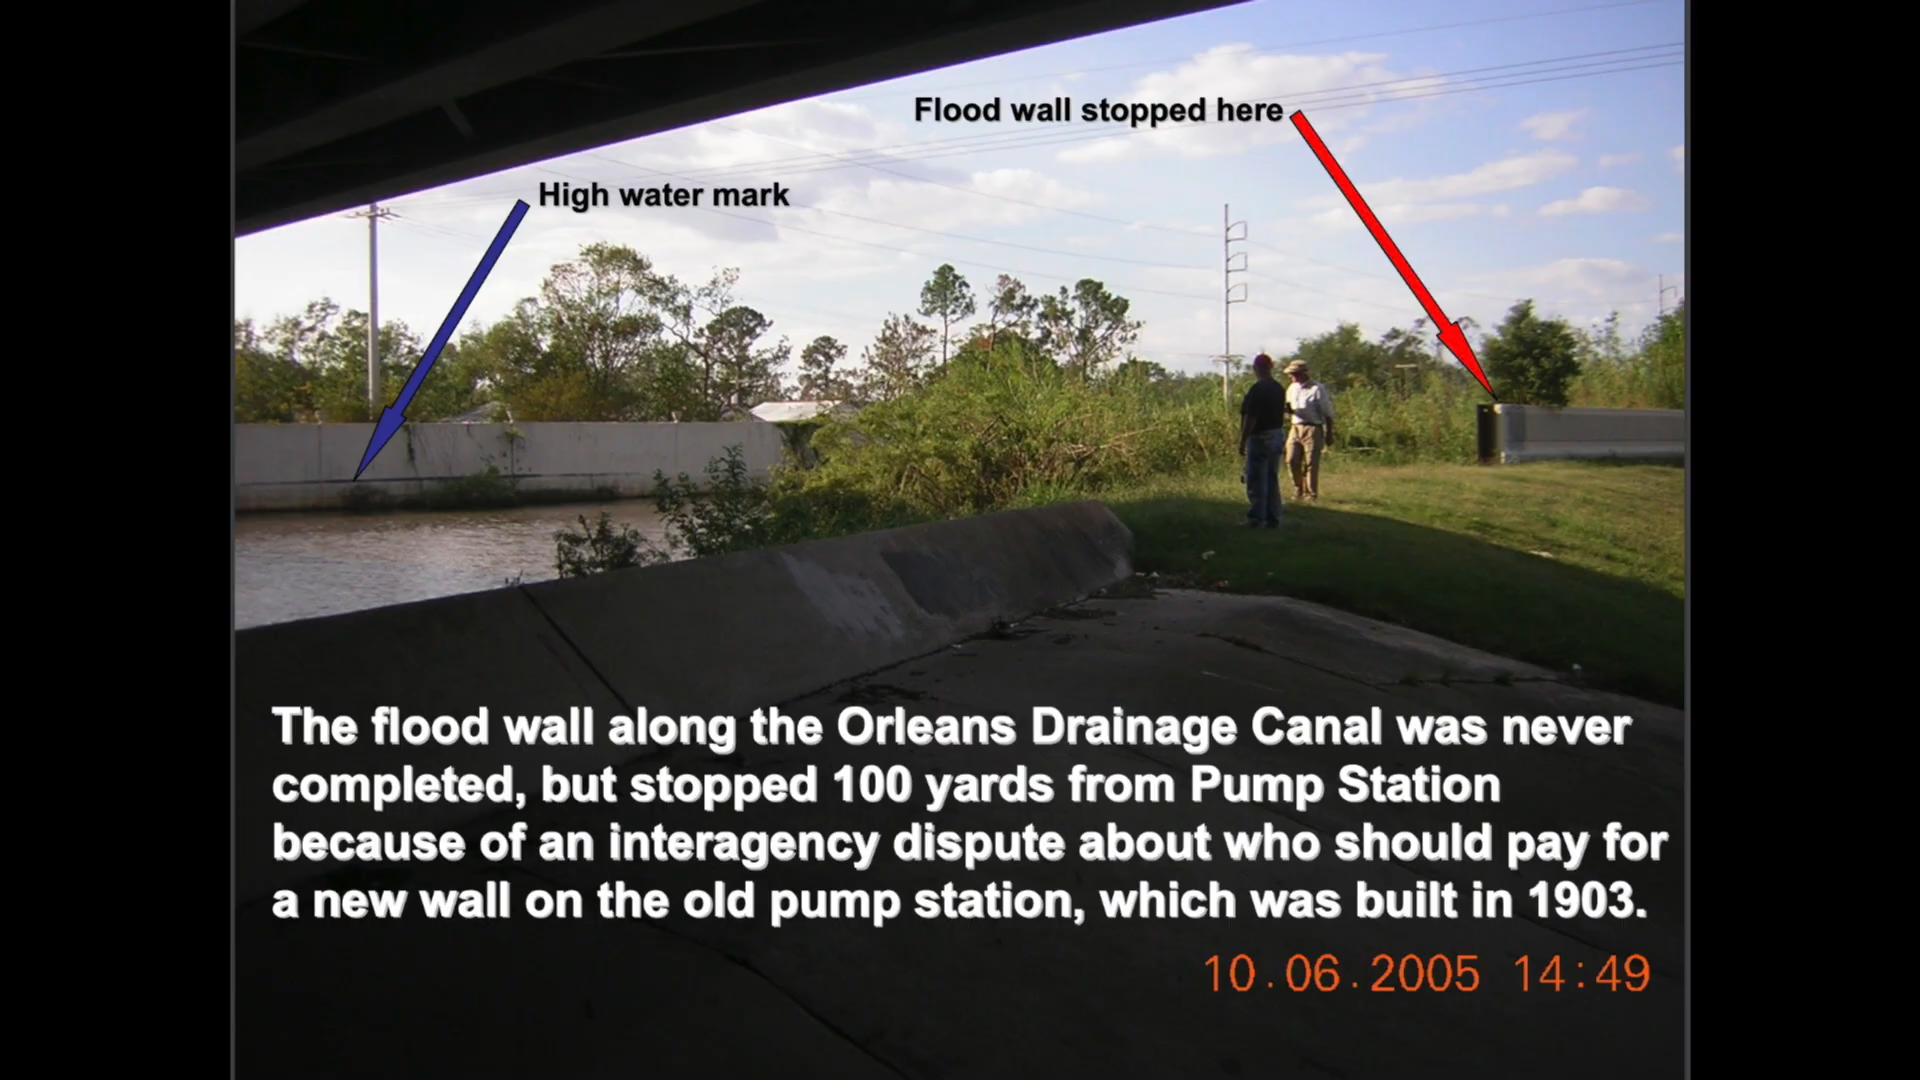 Flood wall stopped here
High water mark
The flood wall along the Orleans Drainage Canal was never
completed, but stopped 100 yards from Pump Station
because of an interagency dispute about who should pay for
a new wall on the old pump station, which was built in 1903.
10.06.2005 14:49